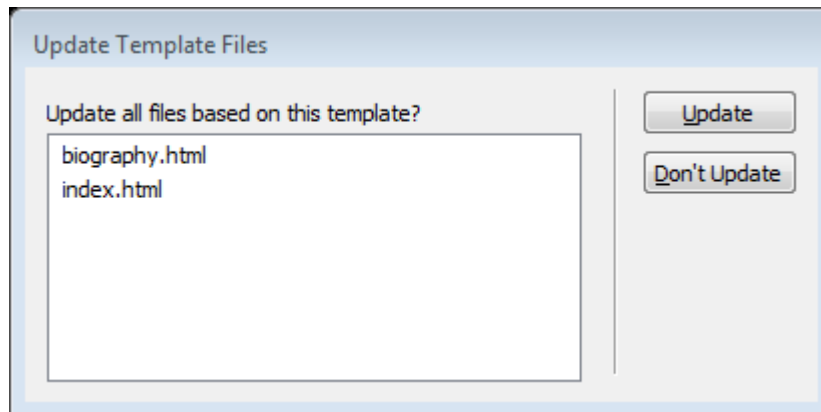 Update Template Files
Update all files based on this template?
biography.html
index.html
Update
Don't Update